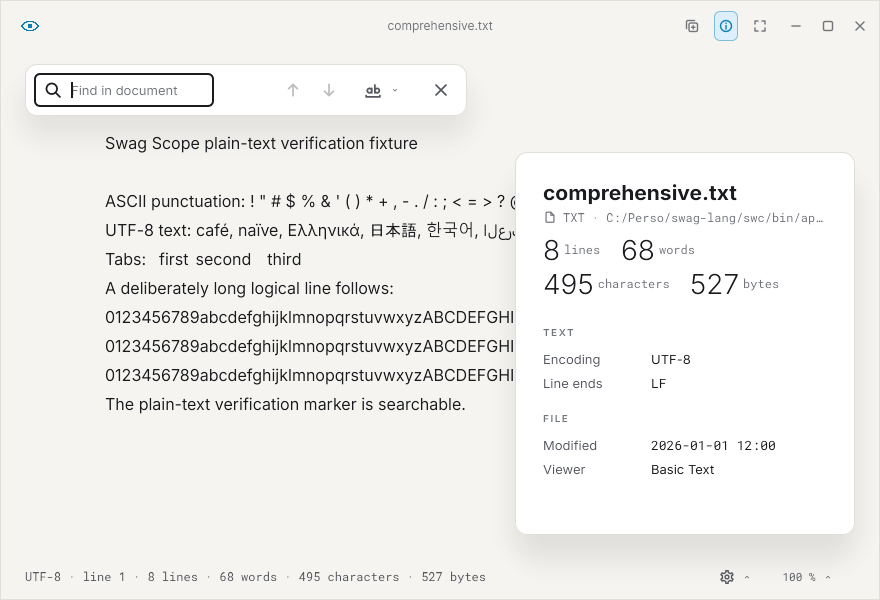 comprehensive.txt
Find in document
ab
Swag Scope plain-text verification fixture
ASCII punctuation: ! " # $ % & ' ( ) * + , - . / : ; < = > ?
UTF-8 text: café, naïve, Ελληνικά, 日本語, 한국어,
Tabs: first second third
A deliberately long logical line follows:
0123456789abcdefghijklmnopqrstuvwxyzABCDEFGHI
0123456789abcdefghijklmnopqrstuvwxyzABCDEFGHI
0123456789abcdefghijklmnopqrstuvwxyzABCDEFGHI
The plain-text verification marker is searchable.
comprehensive.txt
TXT · C:/Perso/swag-lang/swc/bin/ap…
8 lines 68 words
495 characters 527 bytes
TEXT
Encoding UTF-8
Line ends LF
FILE
Modified 2026-01-01 12:00
Viewer Basic Text
UTF-8 · line 1 · 8 lines · 68 words · 495 characters · 527 bytes
100 %